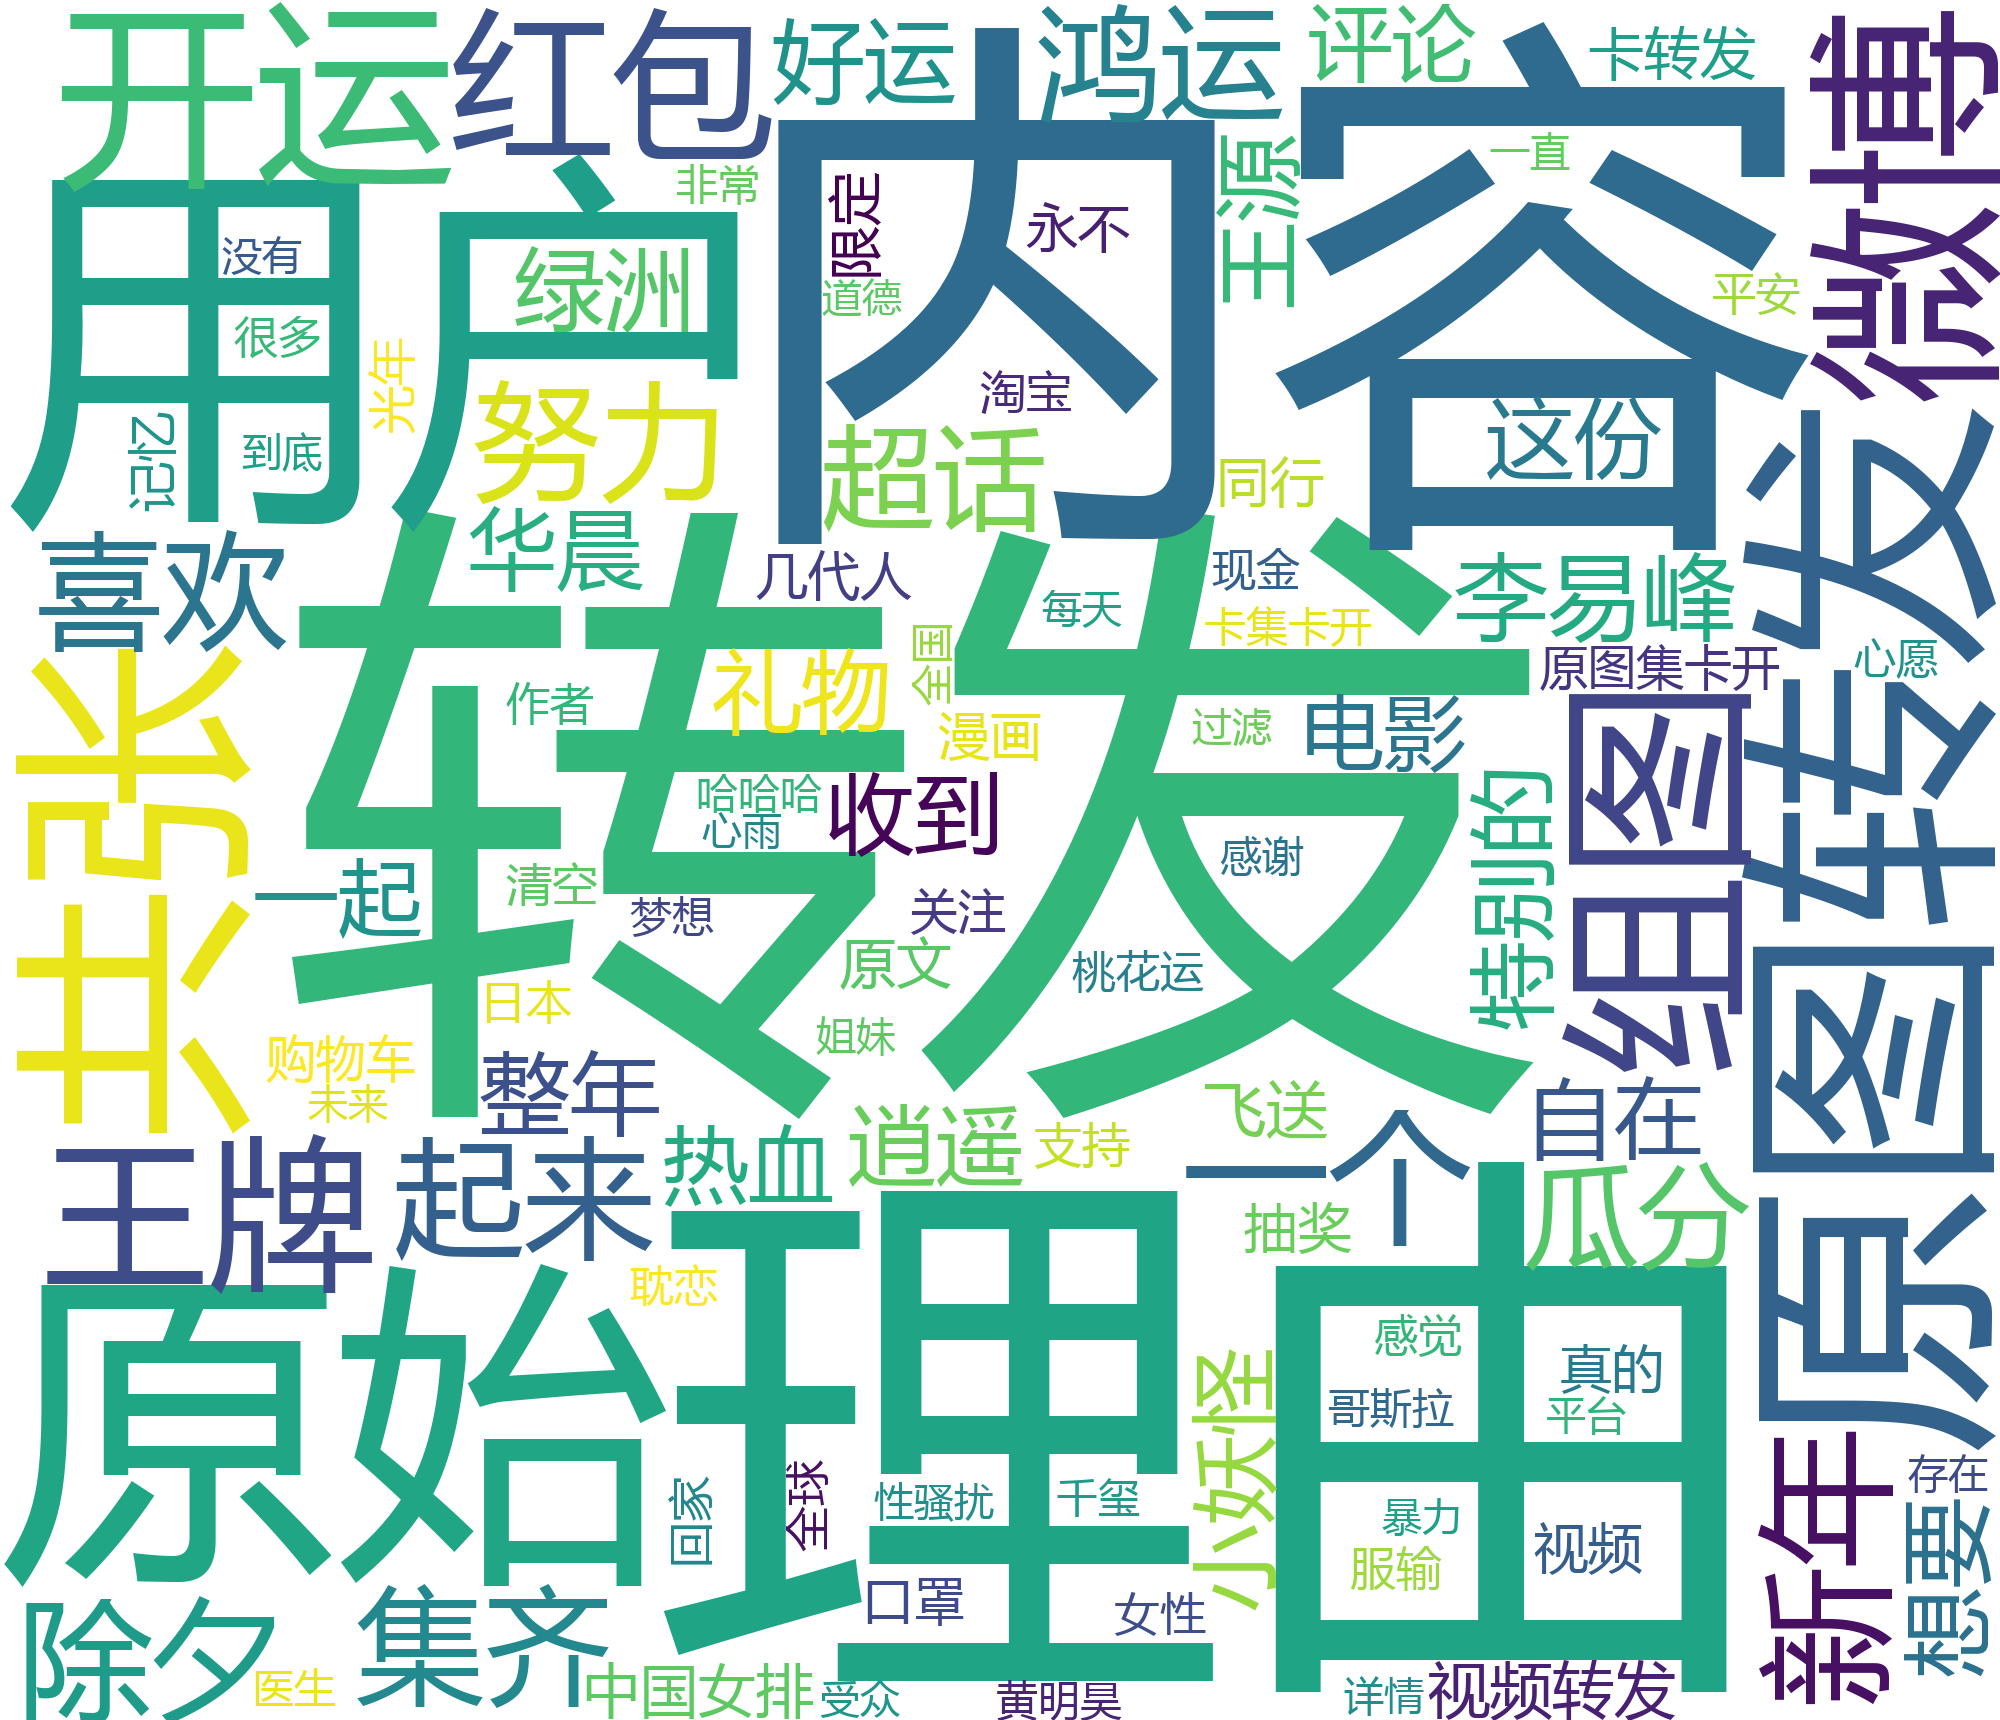 开运
红包
好运
鸿运
评论
卡转发
微博
用户
内容
非常
限定
永不
王源
一直
没有
绿洲
道德
平安
很多
光年
淘宝
努力
超话
这份
记忆
到底
同行
原图转发
喜欢
华晨
几代人
现金
李易峰
每天
卡集卡开
全国
原图集卡开
心愿
共张
转发
作者
礼物
漫画
过滤
电影
组图
哈哈哈
心雨
收到
特别的
一起
清空
梦想
关注
感谢
原文
桃花运
日本
姐妹
购物车
未来
整年
飞送
自在
王牌
起来
热血
逍遥
支持
一个
瓜分
抽奖
原始
耽恋
理由
感觉
真的
小妖怪
哥斯拉
平台
新年
存在
全球
回家
性骚扰
千玺
暴力
视频
想要
服输
口罩
女性
除夕
集齐
医生
中国女排
受众
黄明昊
详情
视频转发